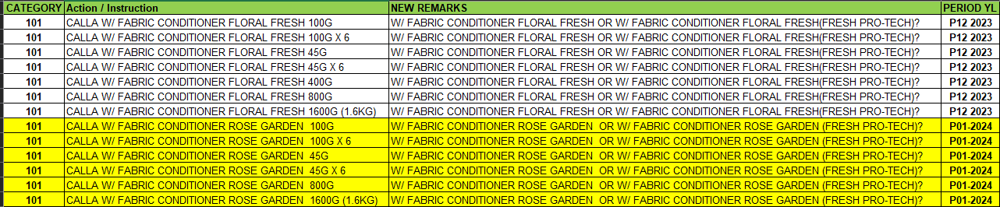 CATEGORY Action / Instruction NEW REMARKS PERIOD YL
101 CALLA W/ FABRIC CONDITIONER FLORAL FRESH 100G W/ FABRIC CONDITIONER FLORAL FRESH OR W/ FABRIC CONDITIONER FLORAL FRESH(FRESH PRO-TECH)? P12 2023
101 CALLA W/ FABRIC CONDITIONER FLORAL FRESH 100G X 6 W/ FABRIC CONDITIONER FLORAL FRESH OR W/ FABRIC CONDITIONER FLORAL FRESH(FRESH PRO-TECH)? P12 2023
101 CALLA W/ FABRIC CONDITIONER FLORAL FRESH 45G W/ FABRIC CONDITIONER FLORAL FRESH OR W/ FABRIC CONDITIONER FLORAL FRESH(FRESH PRO-TECH)? P12 2023
101 CALLA W/ FABRIC CONDITIONER FLORAL FRESH 45G X 6 W/ FABRIC CONDITIONER FLORAL FRESH OR W/ FABRIC CONDITIONER FLORAL FRESH(FRESH PRO-TECH)? P12 2023
101 CALLA W/ FABRIC CONDITIONER FLORAL FRESH 400G W/ FABRIC CONDITIONER FLORAL FRESH OR W/ FABRIC CONDITIONER FLORAL FRESH(FRESH PRO-TECH)? P12 2023
101 CALLA W/ FABRIC CONDITIONER FLORAL FRESH 800G W/ FABRIC CONDITIONER FLORAL FRESH OR W/ FABRIC CONDITIONER FLORAL FRESH(FRESH PRO-TECH)? P12 2023
101 CALLA W/ FABRIC CONDITIONER FLORAL FRESH 1600G (1.6KG) W/ FABRIC CONDITIONER FLORAL FRESH OR W/ FABRIC CONDITIONER FLORAL FRESH(FRESH PRO-TECH)? P12 2023
101 CALLA W/ FABRIC CONDITIONER ROSE GARDEN 100G W/ FABRIC CONDITIONER ROSE GARDEN OR W/ FABRIC CONDITIONER ROSE GARDEN (FRESH PRO-TECH)? P01-2024
101 CALLA W/ FABRIC CONDITIONER ROSE GARDEN 100G X 6 W/ FABRIC CONDITIONER ROSE GARDEN OR W/ FABRIC CONDITIONER ROSE GARDEN (FRESH PRO-TECH)? P01-2024
101 CALLA W/ FABRIC CONDITIONER ROSE GARDEN 45G W/ FABRIC CONDITIONER ROSE GARDEN OR W/ FABRIC CONDITIONER ROSE GARDEN (FRESH PRO-TECH)? P01-2024
101 CALLA W/ FABRIC CONDITIONER ROSE GARDEN 45G X 6 W/ FABRIC CONDITIONER ROSE GARDEN OR W/ FABRIC CONDITIONER ROSE GARDEN (FRESH PRO-TECH)? P01-2024
101 CALLA W/ FABRIC CONDITIONER ROSE GARDEN 800G W/ FABRIC CONDITIONER ROSE GARDEN OR W/ FABRIC CONDITIONER ROSE GARDEN (FRESH PRO-TECH)? P01-2024
101 CALLA W/ FABRIC CONDITIONER ROSE GARDEN 1600G (1.6KG) W/ FABRIC CONDITIONER ROSE GARDEN OR W/ FABRIC CONDITIONER ROSE GARDEN (FRESH PRO-TECH)? P01-2024